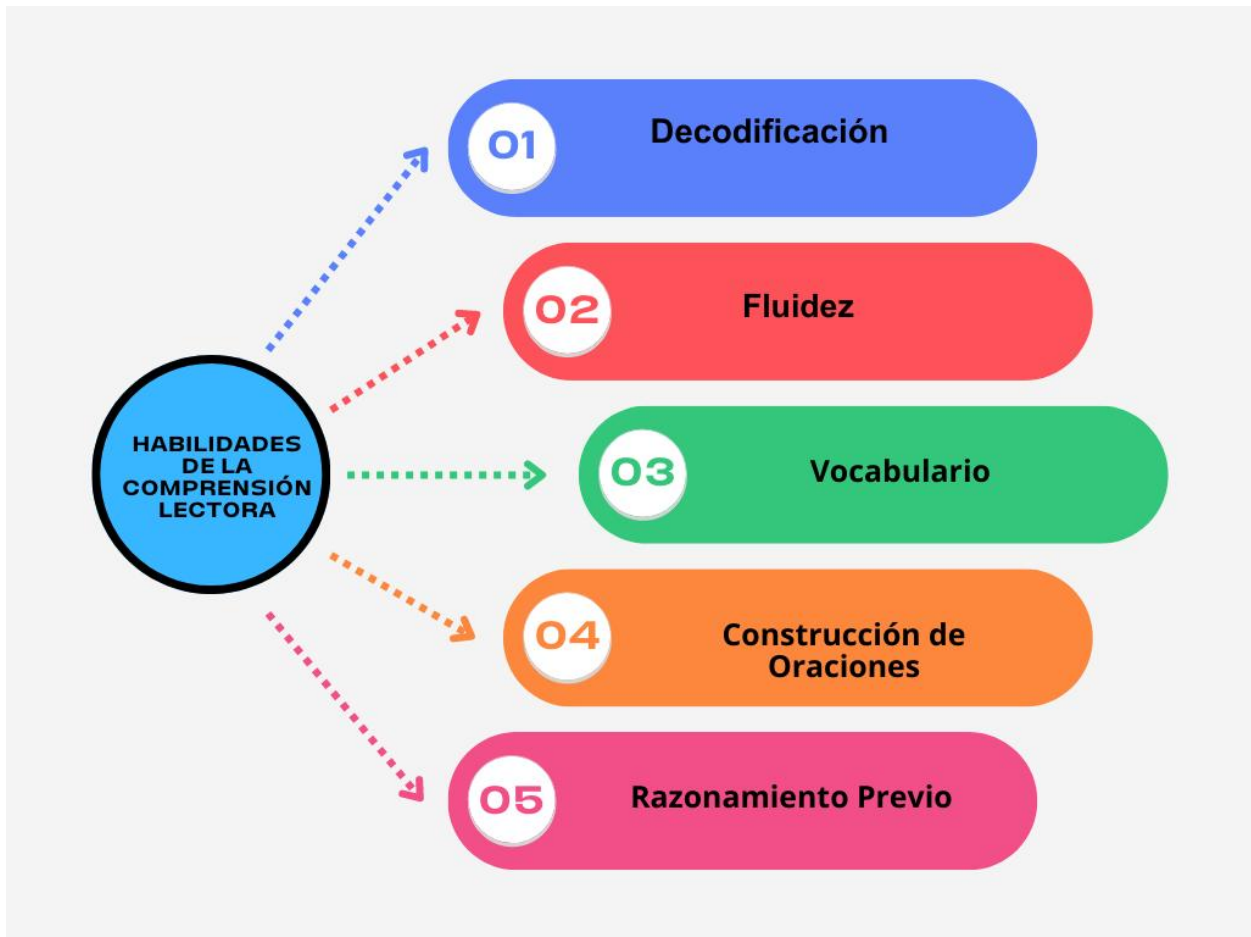 HABILIDADES
DE LA
COMPRENSIÓN
LECTORA
01
Decodificación
02
Fluidez
03
Vocabulario
04
Construcción de
Oraciones
05
Razonamiento Previo